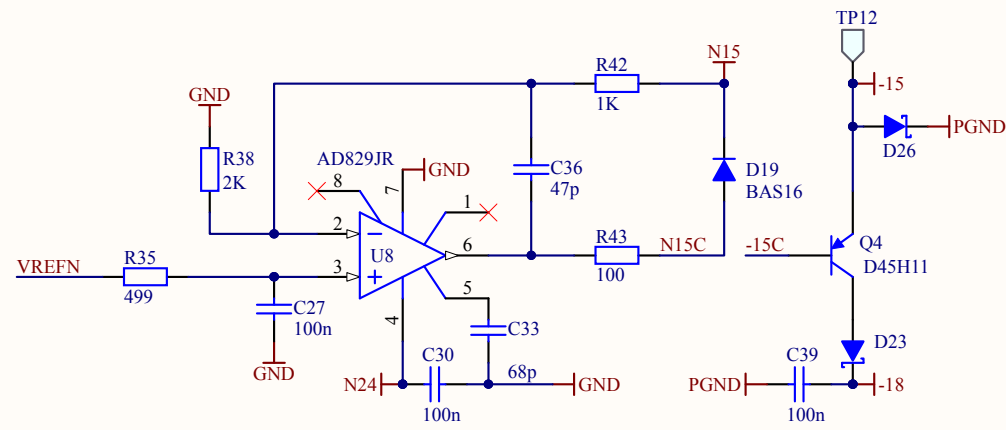 TP12
N15
R42
1K
-15
GND
PGND
D26
AD829JR
8
7
GND
R38
2K
C36
47p
D19
BAS16
1
2
U8
6
R43
100
N15C
-15C
Q4
D45H11
VREFN
R35
499
3
C27
100n
5
4
C33
D23
GND
N24
C30
100n
68p
GND
PGND
C39
100n
-18